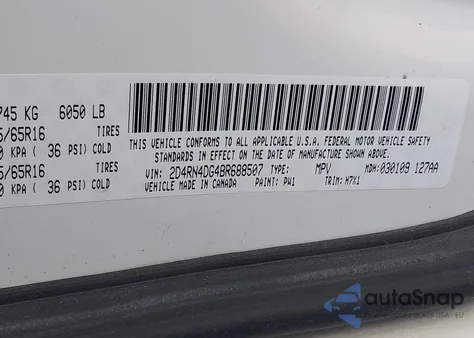 745 KG 6050 LB
5/65R16 TIRES
0 KPA ( 36 PSI) COLD
5/65R16 TIRES
0 KPA ( 36 PSI) COLD
THIS VEHICLE CONFORMS TO ALL APPLICABLE U.S.A. FEDERAL MOTOR VEHICLE SAFETY
STANDARDS IN EFFECT ON THE DATE OF MANUFACTURE SHOWN ABOVE.
VIN: 2D4RN4DG4BR688507 TYPE: MPV MDH: 030109 127AA
VEHICLE MADE IN CANADA PAINT: PW1 TRIM: H7X1
autoSnap